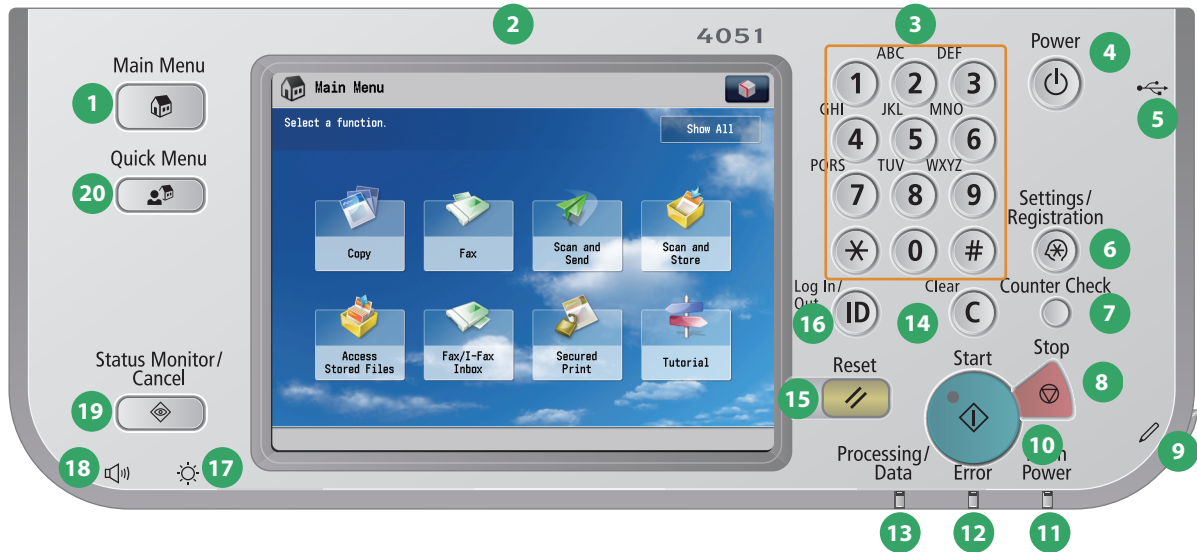 2
3
4051
Main Menu
1
Quick Menu
20
Main Menu
Select a function.
Show All
Copy
Fax
Scan and
Send
Scan and
Store
Access
Stored Files
Fax/I-Fax
Inbox
Secured
Print
Tutorial
Status Monitor/
Cancel
19
18
17
ABC DEF
1 2 3
GHI JKL MNO
4 5 6
PQRS TUV WXYZ
7 8 9
* 0 #
Power
4
5
Settings/
Registration
6
Log In/
Out
16
ID
Clear
14
C
Counter Check
7
Reset
15
Start
Stop
8
9
10
Processing/
Data
Error
Power
13
12
11